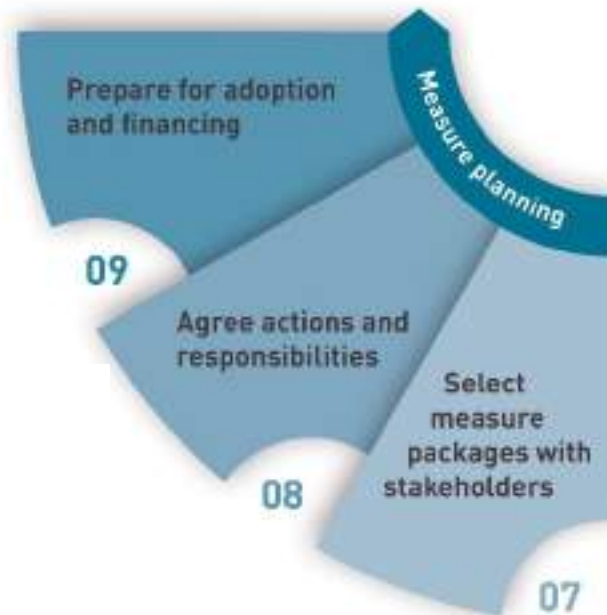 Prepare for adoption
and financing
Measure planning
09
Agree actions and
responsibilities
Select
measure
packages with
stakeholders
08
07